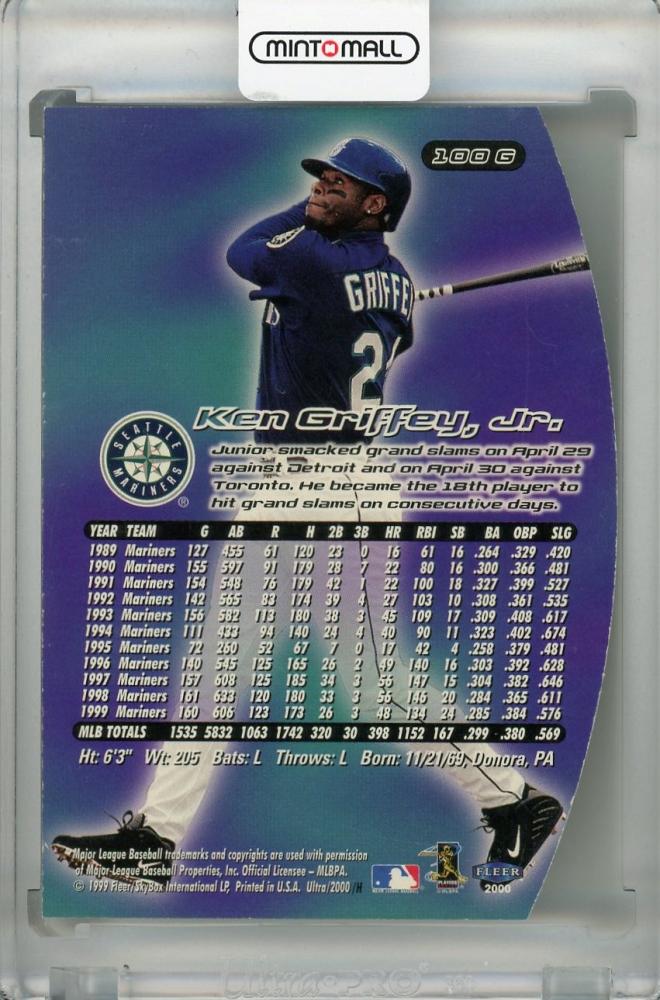 MINTOMALL
100 G
GRIFFE
2
Ken Griffey, Jr.
SEATTLE
MARINERS
®
Junior smacked grand slams on April 29
against Detroit and on April 30 against
Toronto. He became the 18th player to
hit grand slams on consecutive days.
YEAR TEAM G AB R H 2B 3B HR RBI SB BA OBP SLG
1989 Mariners 127 455 61 120 23 0 16 61 16 .264 .329 .420
1990 Mariners 155 597 91 179 28 7 22 80 16 .300 .366 .481
1991 Mariners 154 548 76 179 42 1 22 100 18 .327 .399 .527
1992 Mariners 142 565 83 174 39 4 27 103 10 .308 .361 .535
1993 Mariners 156 582 113 180 38 3 45 109 17 .309 .408 .617
1994 Mariners 111 433 94 140 24 4 40 90 11 .323 .402 .674
1995 Mariners 72 260 52 67 7 0 17 42 4 .258 .379 .481
1996 Mariners 140 545 125 165 26 2 49 140 16 .303 .392 .628
1997 Mariners 157 608 125 185 34 3 56 147 15 .304 .382 .646
1998 Mariners 161 633 120 180 33 3 56 146 20 .284 .365 .611
1999 Mariners 160 606 123 173 26 3 48 134 24 .285 .384 .576
MLB TOTALS 1535 5832 1063 1742 320 30 398 1152 167 .299 .380 .569
Ht: 6'3" Wt: 205 Bats: L Throws: L Born: 11/21/69, Donora, PA
Major League Baseball trademarks and copyrights are used with permission
of Major League Baseball Properties, Inc. Official Licensee – MLBPA.
© 1999 Fleer/SkyBox International LP, Printed in U.S.A. Ultra/2000/H
FLEER
2000
Ultra PRO